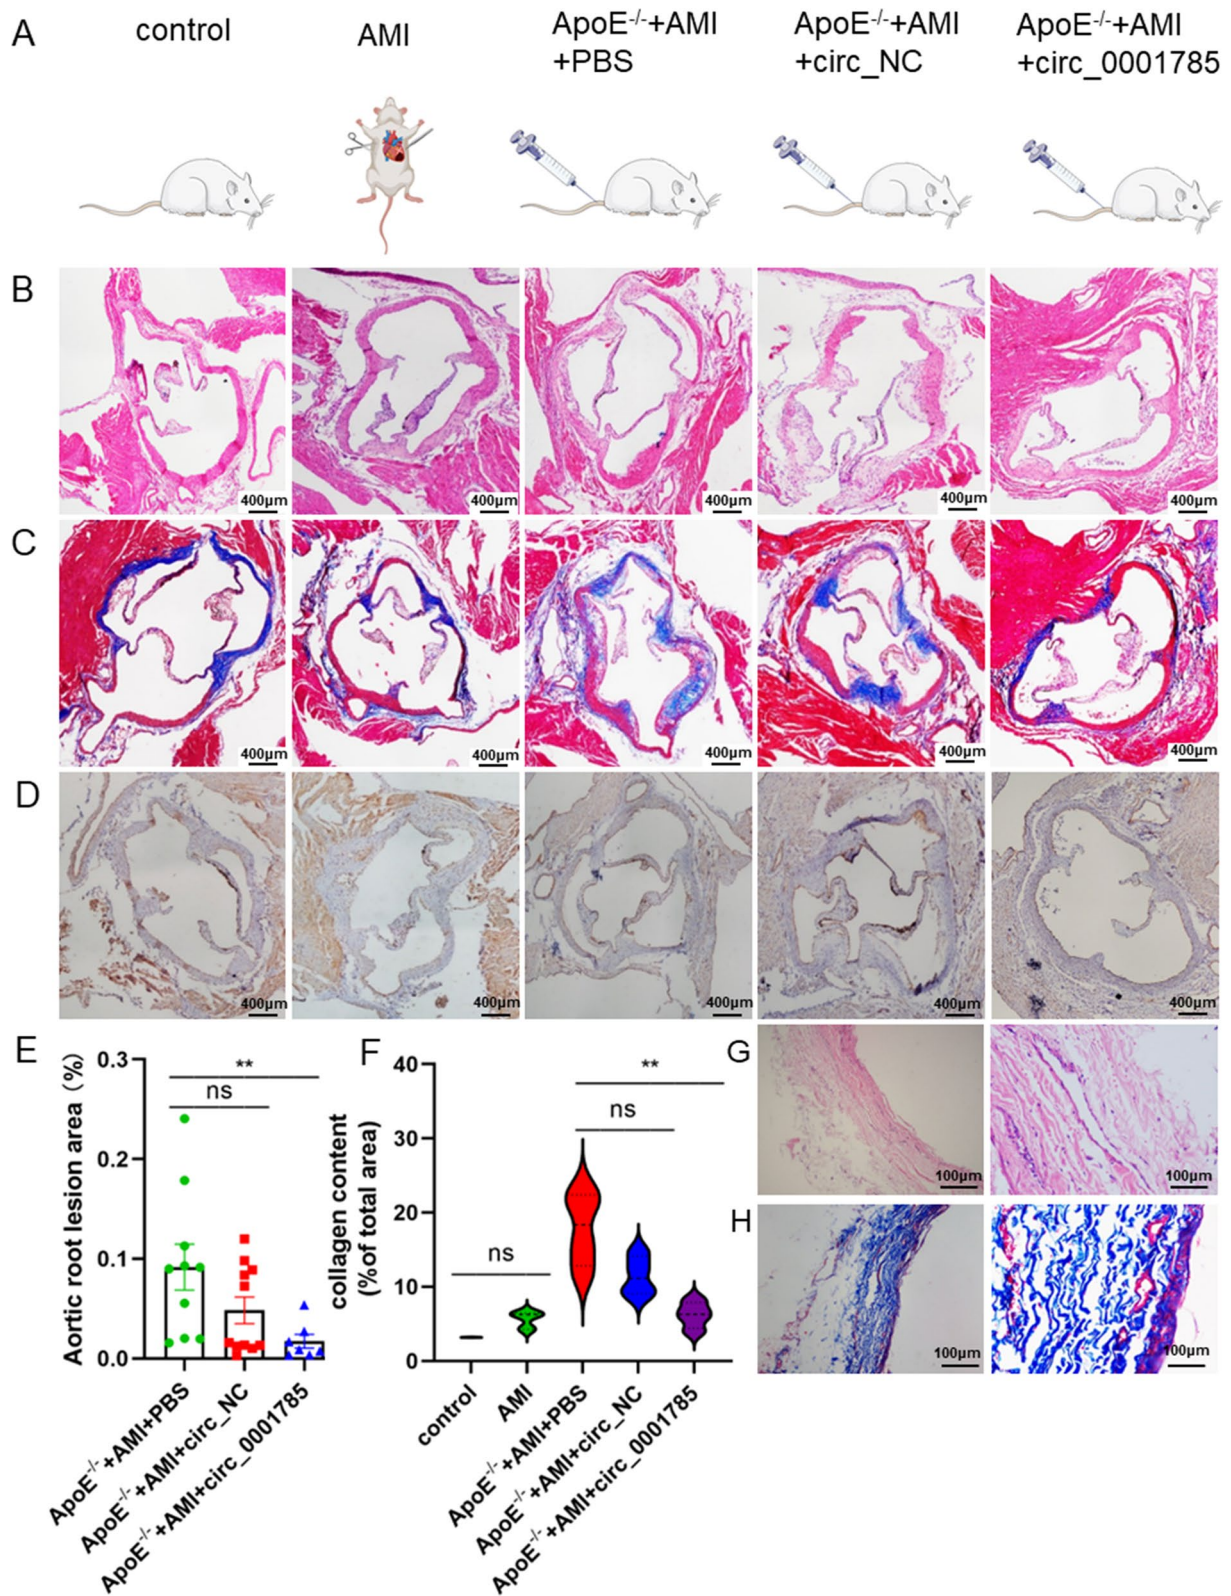 A
control
AMI
ApoE-/-+AMI
+PBS
ApoE-/-+AMI
+circ_NC
ApoE-/-+AMI
+circ_0001785
B
400μm
400μm
400μm
400μm
400μm
C
400μm
400μm
400μm
400μm
400μm
D
400μm
400μm
400μm
400μm
400μm
E
Aortic root lesion area (%)
0.3
0.2
0.1
0.0
**
ns
ApoE-/-+AMI+PBS
ApoE-/-+AMI+circ_NC
ApoE-/-+AMI+circ_0001785
F
collagen content
(%of total area)
40
30
20
10
0
**
ns
ns
control
AMI
ApoE-/-+AMI+PBS
ApoE-/-+AMI+circ_NC
ApoE-/-+AMI+circ_0001785
G
100μm
100μm
H
100μm
100μm